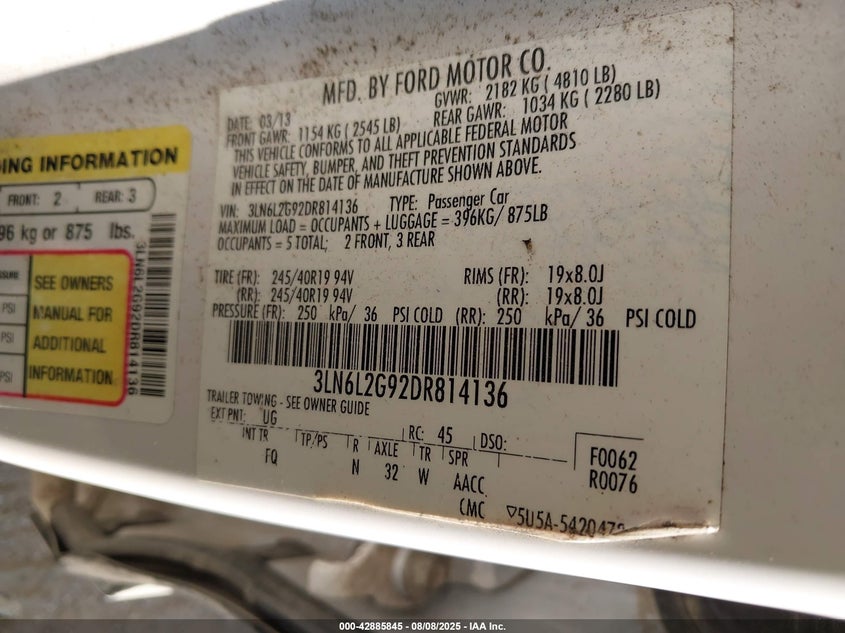 MFD. BY FORD MOTOR CO.
DATE: 03/13 GVWR: 2182 KG ( 4810 LB)
FRONT GAWR: 1154 KG ( 2545 LB) REAR GAWR: 1034 KG ( 2280 LB)
THIS VEHICLE CONFORMS TO ALL APPLICABLE FEDERAL MOTOR
VEHICLE SAFETY, BUMPER, AND THEFT PREVENTION STANDARDS
IN EFFECT ON THE DATE OF MANUFACTURE SHOWN ABOVE.
VIN: 3LN6L2G92DR814136 TYPE: Passenger Car
MAXIMUM LOAD = OCCUPANTS + LUGGAGE = 396KG/ 875LB
OCCUPANTS = 5 TOTAL; 2 FRONT, 3 REAR
TIRE (FR): 245/40R19 94V RIMS (FR): 19x8.0J
(RR): 245/40R19 94V (RR): 19x8.0J
PRESSURE (FR): 250 kPa/ 36 PSI COLD (RR): 250 kPa/ 36 PSI COLD
3LN6L2G92DR814136
TRAILER TOWING - SEE OWNER GUIDE
EXT PNT: UG RC: 45 DSO:
INT TR TP/PS R AXLE TR SPR F0062
FQ N 32 W AACC R0076
CMC ▽5U5A-5420472
ING INFORMATION
FRONT: 2 REAR: 3
96 kg or 875 lbs.
SEE OWNERS
PSI MANUAL FOR
ADDITIONAL
PSI INFORMATION
3LN6L2G92DR814136
000-42885845 - 08/08/2025 - IAA Inc.